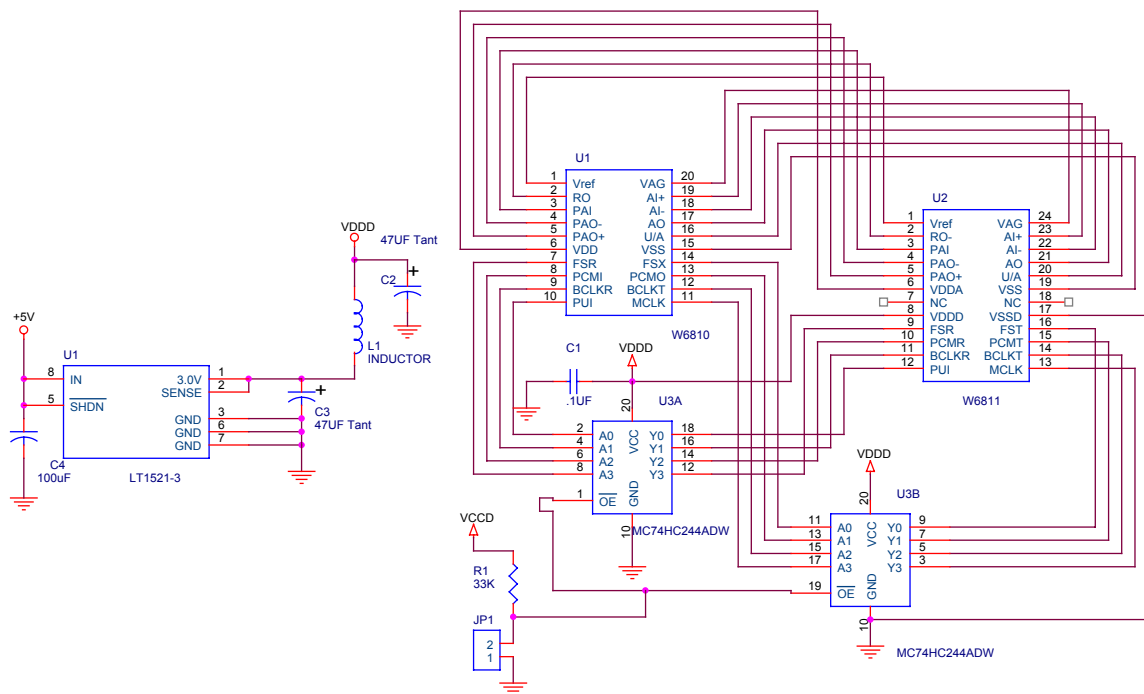 VDDD
47UF Tant
C2
L1
INDUCTOR
+5V
U1
8 IN
5 SHDN
3.0V 1
SENSE 2
GND 3
GND 6
GND 7
LT1521-3
C3
47UF Tant
C4
100uF
U1
1 Vref VAG 20
2 RO AI+ 19
3 PAI AI- 18
4 PAO- AO 17
5 PAO+ U/A 16
6 VDD VSS 15
7 FSR FSX 14
8 PCMI PCMO 13
9 BCLKR BCLKT 12
10 PUI MCLK 11
W6810
U2
1 Vref VAG 24
2 RO- AI+ 23
3 PAI AI- 22
4 PAO- AO 21
5 PAO+ U/A 20
6 VDDA VSS 19
7 NC NC 18
8 VDDD VSSD 17
9 FSR FST 16
10 PCMR PCMT 15
11 BCLKR BCLKT 14
12 PUI MCLK 13
W6811
C1
.1UF
VDDD
20
U3A
2 A0 Y0 18
4 A1 Y1 16
6 A2 Y2 14
8 A3 Y3 12
1 OE
VCC
GND
10
MC74HC244ADW
VDDD
20
U3B
11 A0 Y0 9
13 A1 Y1 7
15 A2 Y2 5
17 A3 Y3 3
19 OE
VCC
GND
10
MC74HC244ADW
VCCD
R1
33K
JP1
2
1